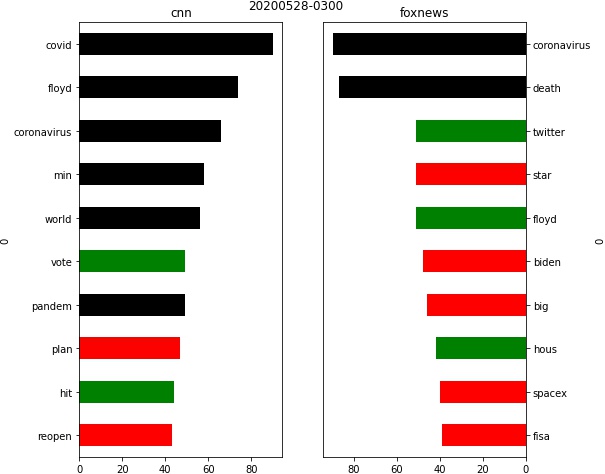 20200528-0300
cnn
foxnews
covid
floyd
coronavirus
min
world
vote
pandem
plan
hit
reopen
0
0 20 40 60 80
coronavirus
death
twitter
star
floyd
biden
big
hous
spacex
fisa
0
80 60 40 20 0